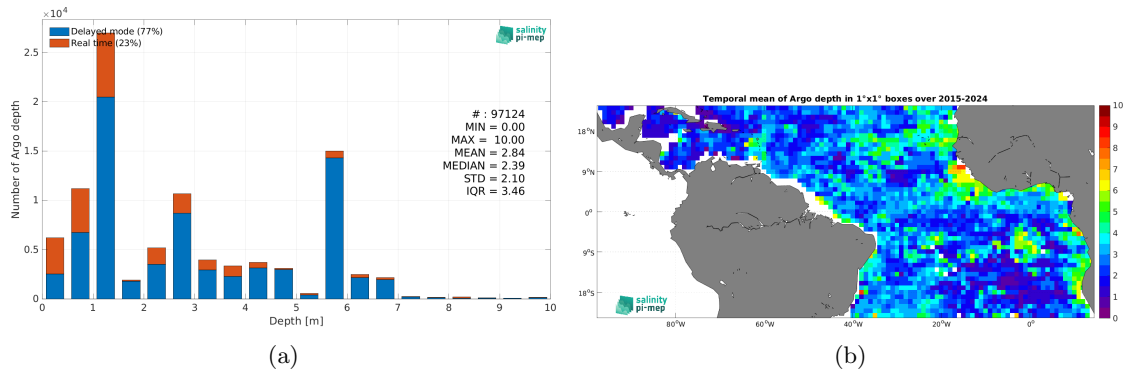 ×10⁴
Delayed mode (77%)
Real time (23%)
salinity
pi-mep
2.5
2
1.5
1
0.5
0
Number of Argo depth
# : 97124
MIN = 0.00
MAX = 10.00
MEAN = 2.84
MEDIAN = 2.39
STD = 2.10
IQR = 3.46
0 1 2 3 4 5 6 7 8 9 10
Depth [m]
(a)
Temporal mean of Argo depth in 1°x1° boxes over 2015-2024
18°N
9°N
0°
9°S
18°S
80°W 60°W 40°W 20°W 0°
10
9
8
7
6
5
4
3
2
1
0
salinity
pi-mep
(b)